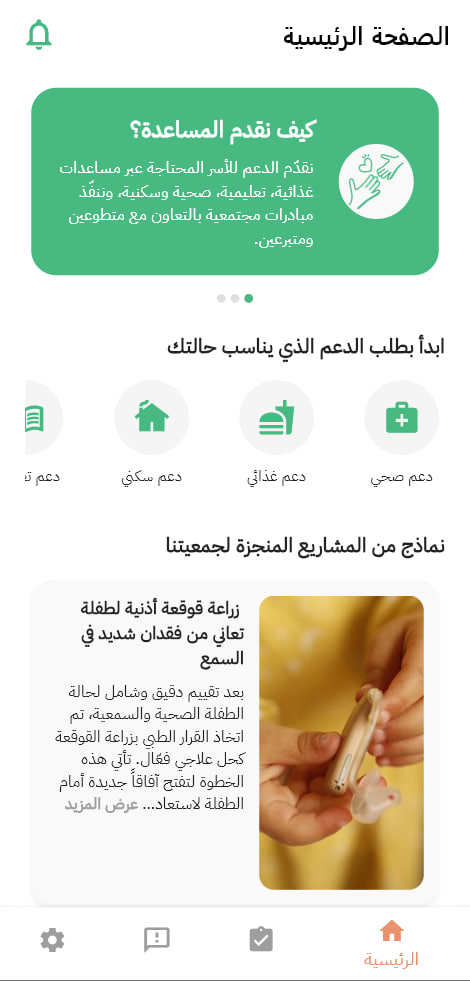 الصفحة الرئيسية
كيف نقدم المساعدة؟
نقدّم الدعم للأسر المحتاجة عبر مساعدات
غذائية، تعليمية، صحية وسكنية، وننفّذ
مبادرات مجتمعية بالتعاون مع متطوعين
ومتبرعين.
ابدأ بطلب الدعم الذي يناسب حالتك
دعم صحي
دعم غذائي
دعم سكني
دعم
نماذج من المشاريع المنجزة لجمعيتنا
زراعة قوقعة أذنية لطفلة
تعاني من فقدان شديد في
السمع
بعد تقييم دقيق وشامل لحالة
الطفلة الصحية والسمعية، تم
اتخاذ القرار الطبي بزراعة القوقعة
كحل علاجي فعّال. تأتي هذه
الخطوة لتفتح آفاقاً جديدة أمام
الطفلة لاستعاد... عرض المزيد
الرئيسية